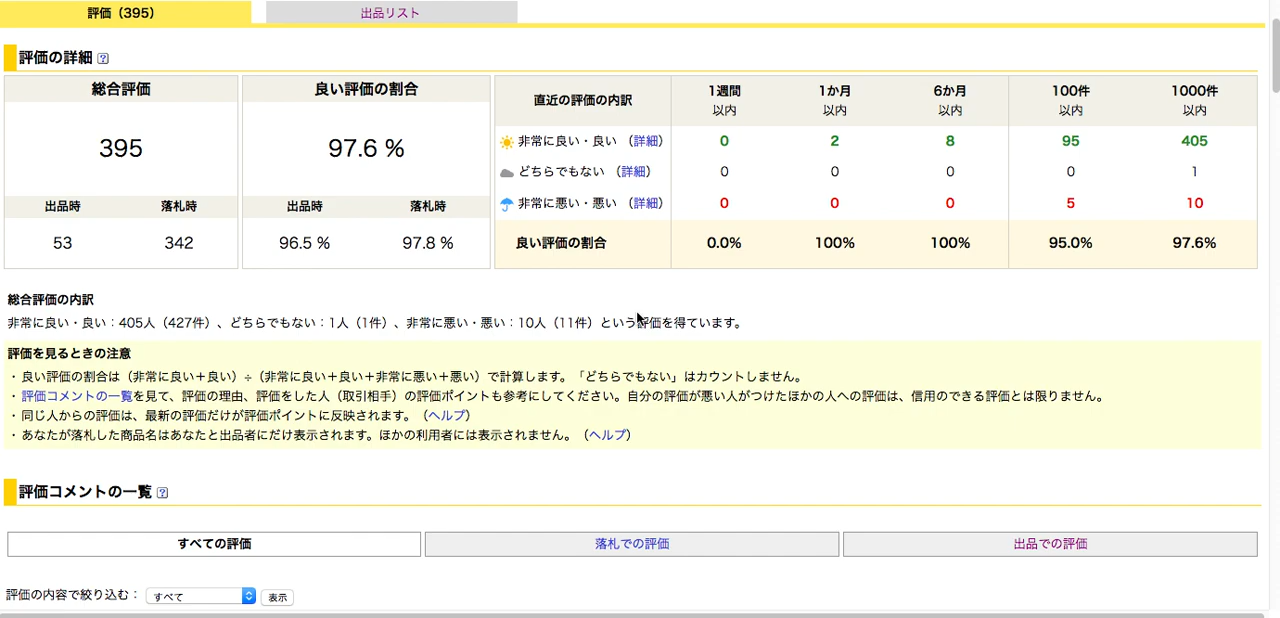 評価（395）
出品リスト
評価の詳細 ?
総合評価
395
出品時 落札時
53 342
良い評価の割合
97.6 %
出品時 落札時
96.5 % 97.8 %
直近の評価の内訳 1週間以内 1か月以内 6か月以内 100件以内 1000件以内
非常に良い・良い （詳細） 0 2 8 95 405
どちらでもない （詳細） 0 0 0 0 1
非常に悪い・悪い （詳細） 0 0 0 5 10
良い評価の割合 0.0% 100% 100% 95.0% 97.6%
総合評価の内訳
非常に良い・良い：405人（427件）、どちらでもない：1人（1件）、非常に悪い・悪い：10人（11件）という評価を得ています。
評価を見るときの注意
・良い評価の割合は（非常に良い＋良い）÷（非常に良い＋良い＋非常に悪い＋悪い）で計算します。「どちらでもない」はカウントしません。
・評価コメントの一覧を見て、評価の理由、評価をした人（取引相手）の評価ポイントも参考にしてください。自分の評価が悪い人がつけたほかの人への評価は、信用のできる評価とは限りません。
・同じ人からの評価は、最新の評価だけが評価ポイントに反映されます。（ヘルプ）
・あなたが落札した商品名はあなたと出品者にだけ表示されます。ほかの利用者には表示されません。（ヘルプ）
評価コメントの一覧 ?
すべての評価
落札での評価
出品での評価
評価の内容で絞り込む： すべて 表示